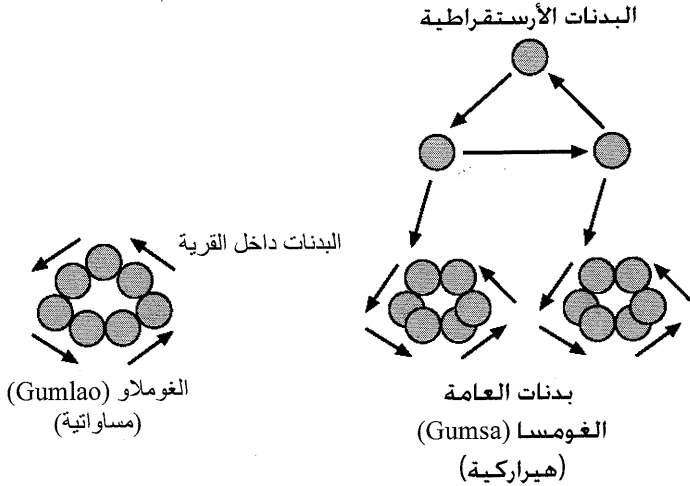 البدنات الأرستقراطية
البدنات داخل القرية
الغوملاو (Gumlao)
(مساواتية)
بدنات العامة
الغومسا (Gumsa)
(هيراركية)